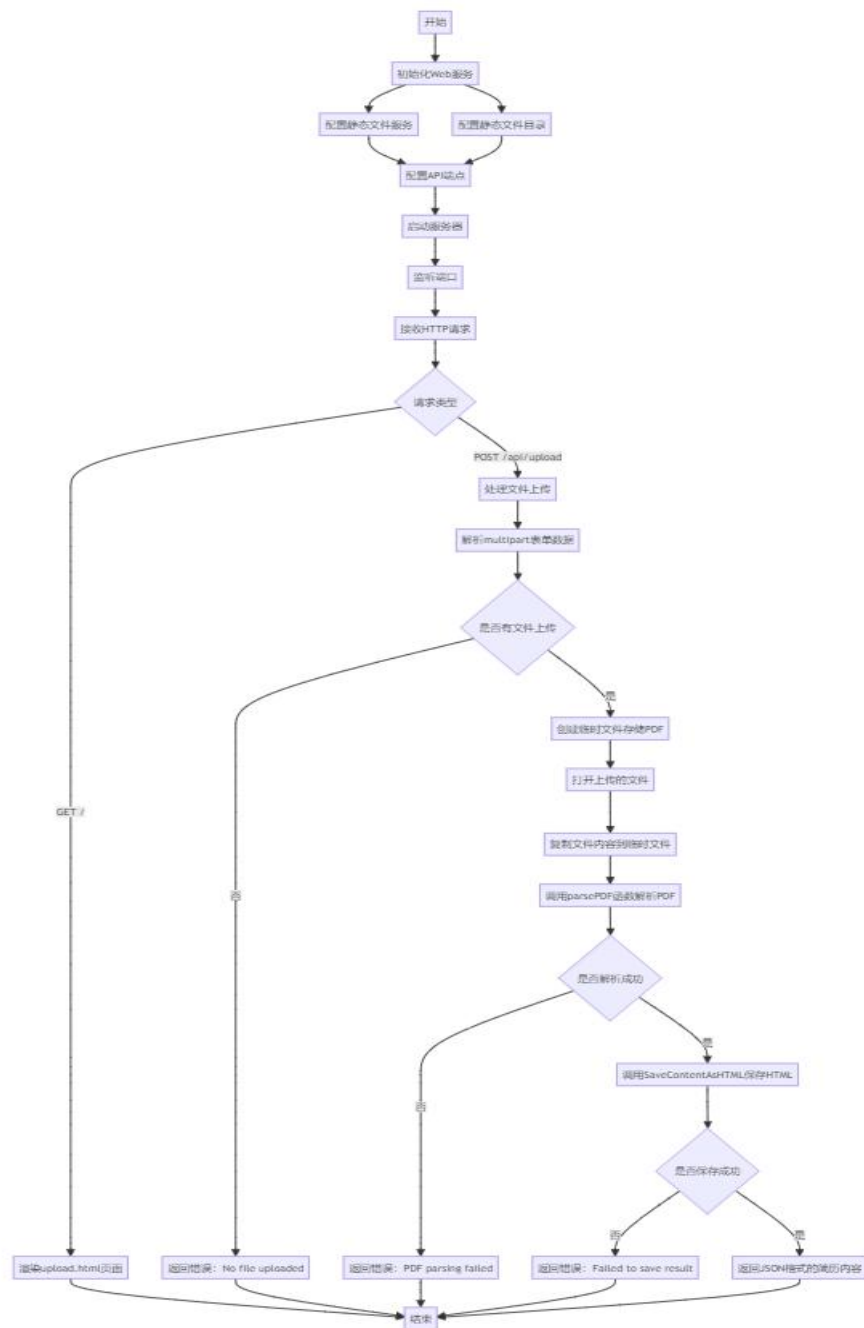 开始
初始化Web服务
配置静态文件服务
配置静态文件目录
配置API端点
启动服务器
监听端口
接收HTTP请求
请求类型
POST /api/upload
处理文件上传
解析multipart表单数据
是否有文件上传
是
创建临时文件存储PDF
打开上传的文件
GET /
复制文件内容到临时文件
否
调用parsePDF函数解析PDF
是否解析成功
是
调用SaveContentAsHTML保存HTML
否
是否保存成功
否
是
渲染upload.html页面
返回错误：No file uploaded
返回错误：PDF parsing failed
返回错误：Failed to save result
返回JSON格式的简历内容
结束